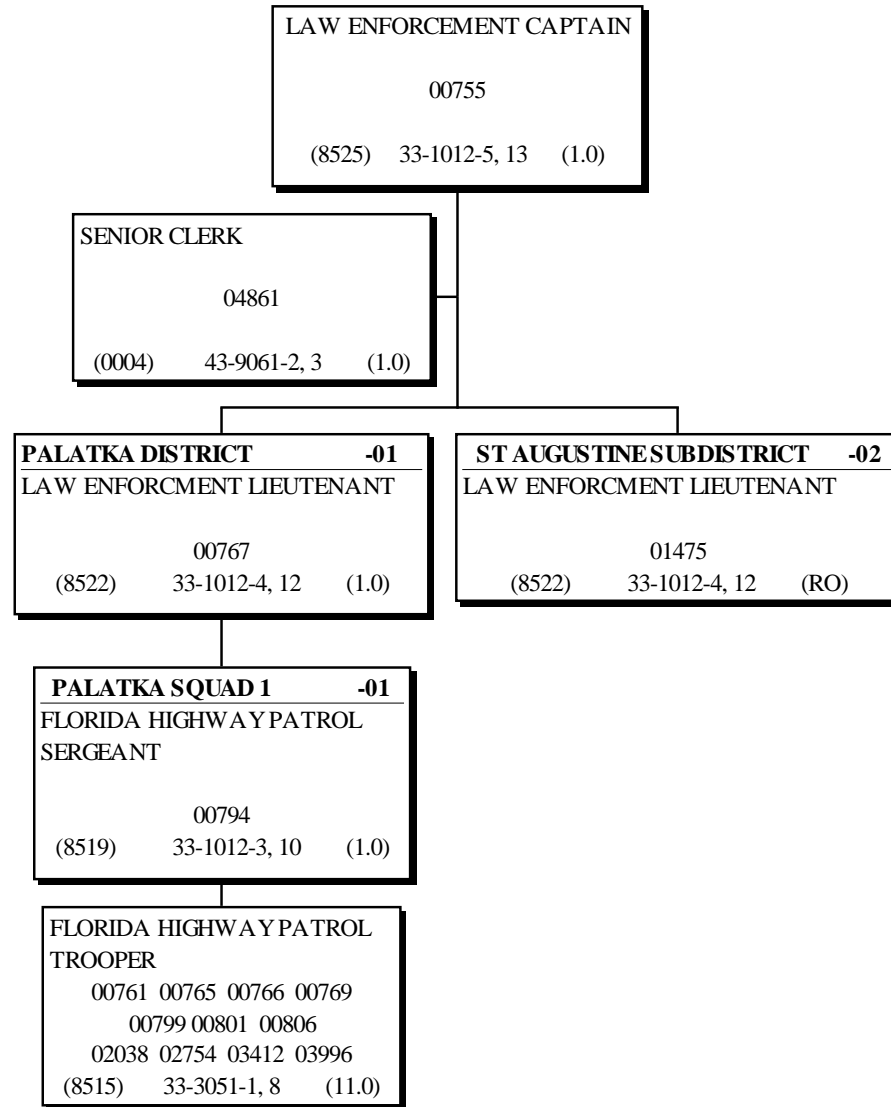 LAW ENFORCEMENT CAPTAIN
00755
(8525) 33-1012-5, 13 (1.0)
SENIOR CLERK
04861
(0004) 43-9061-2, 3 (1.0)
PALATKA DISTRICT -01
LAW ENFORCMENT LIEUTENANT
00767
(8522) 33-1012-4, 12 (1.0)
ST AUGUSTINE SUBDISTRICT -02
LAW ENFORCMENT LIEUTENANT
01475
(8522) 33-1012-4, 12 (RO)
PALATKA SQUAD 1 -01
FLORIDA HIGHWAY PATROL
SERGEANT
00794
(8519) 33-1012-3, 10 (1.0)
FLORIDA HIGHWAY PATROL
TROOPER
00761 00765 00766 00769
00799 00801 00806
02038 02754 03412 03996
(8515) 33-3051-1, 8 (11.0)